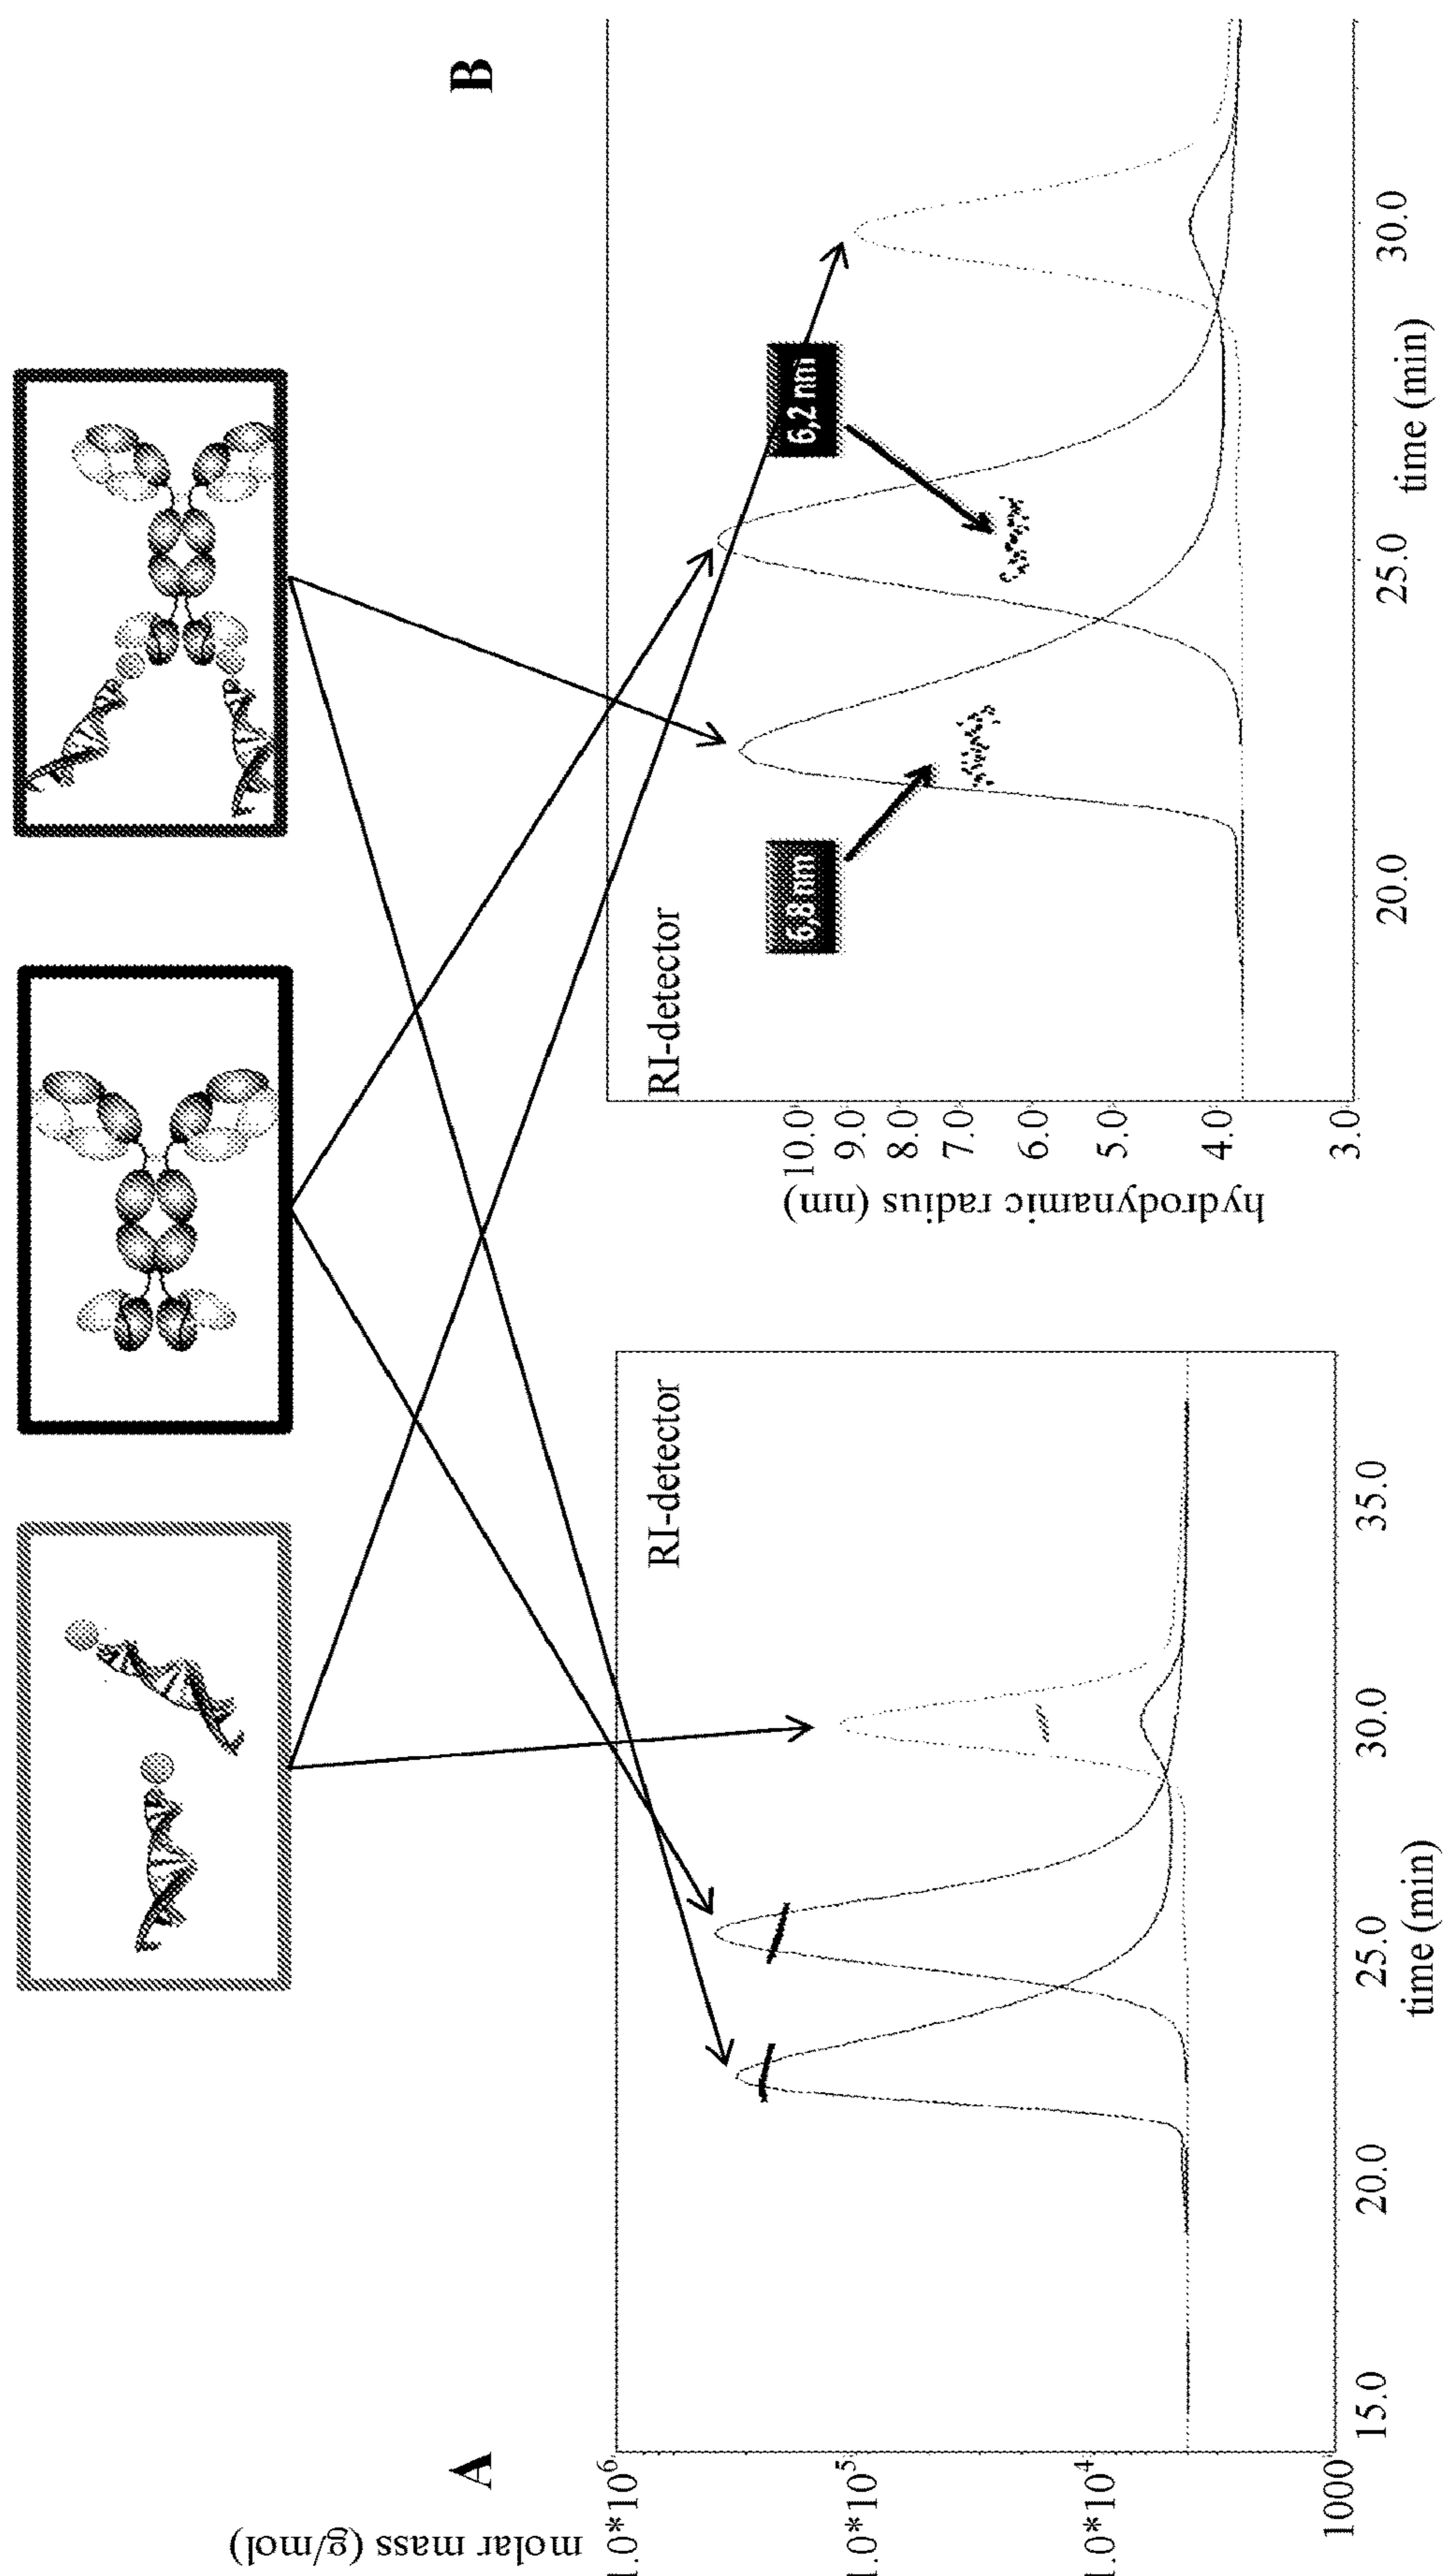 A
B
molar mass (g/mol)
1.0*10^6
1.0*10^5
1.0*10^4
1000
RI-detector
15.0
20.0
25.0
30.0
35.0
time (min)
hydrodynamic radius (nm)
10.0
9.0
8.0
7.0
6.0
5.0
4.0
3.0
RI-detector
6,8 nm
6,2 nm
20.0
25.0
30.0
time (min)